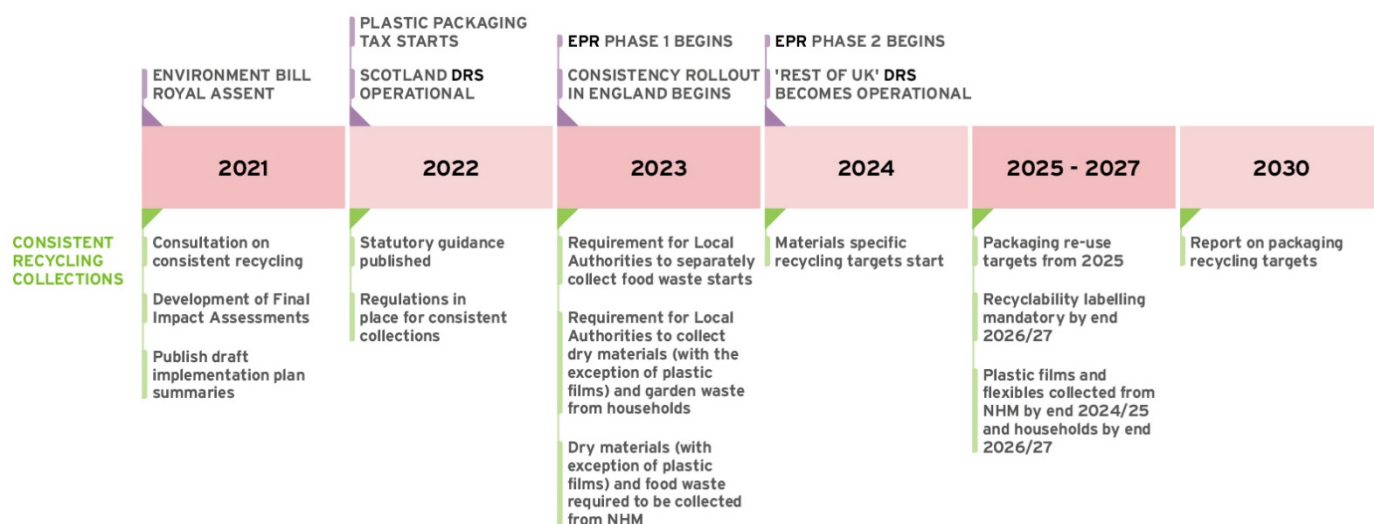 PLASTIC PACKAGING
TAX STARTS
EPR PHASE 1 BEGINS
EPR PHASE 2 BEGINS
ENVIRONMENT BILL
ROYAL ASSENT
SCOTLAND DRS
OPERATIONAL
CONSISTENCY ROLLOUT
IN ENGLAND BEGINS
'REST OF UK' DRS
BECOMES OPERATIONAL
2021
2022
2023
2024
2025 - 2027
2030
CONSISTENT
RECYCLING
COLLECTIONS
Consultation on
consistent recycling
Development of Final
Impact Assessments
Publish draft
implementation plan
summaries
Statutory guidance
published
Regulations in
place for consistent
collections
Requirement for Local
Authorities to separately
collect food waste starts
Requirement for Local
Authorities to collect
dry materials (with the
exception of plastic
films) and garden waste
from households
Dry materials (with
exception of plastic
films) and food waste
required to be collected
from NHM
Materials specific
recycling targets start
Packaging re-use
targets from 2025
Recyclability labelling
mandatory by end
2026/27
Plastic films and
flexibles collected from
NHM by end 2024/25
and households by end
2026/27
Report on packaging
recycling targets